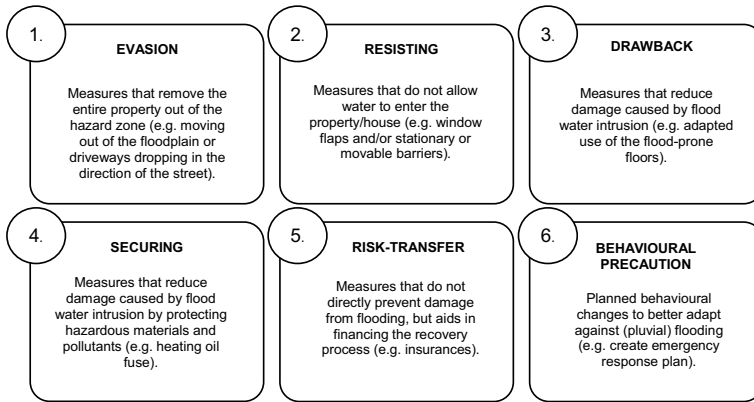 1.
EVASION
Measures that remove the
entire property out of the
hazard zone (e.g. moving
out of the floodplain or
driveways dropping in the
direction of the street).
2.
RESISTING
Measures that do not allow
water to enter the
property/house (e.g. window
flaps and/or stationary or
movable barriers).
3.
DRAWBACK
Measures that reduce
damage caused by flood
water intrusion (e.g. adapted
use of the flood-prone
floors).
4.
SECURING
Measures that reduce
damage caused by flood
water intrusion by protecting
hazardous materials and
pollutants (e.g. heating oil
fuse).
5.
RISK-TRANSFER
Measures that do not
directly prevent damage
from flooding, but aids in
financing the recovery
process (e.g. insurances).
6.
BEHAVIOURAL
PRECAUTION
Planned behavioural
changes to better adapt
against (pluvial) flooding
(e.g. create emergency
response plan).